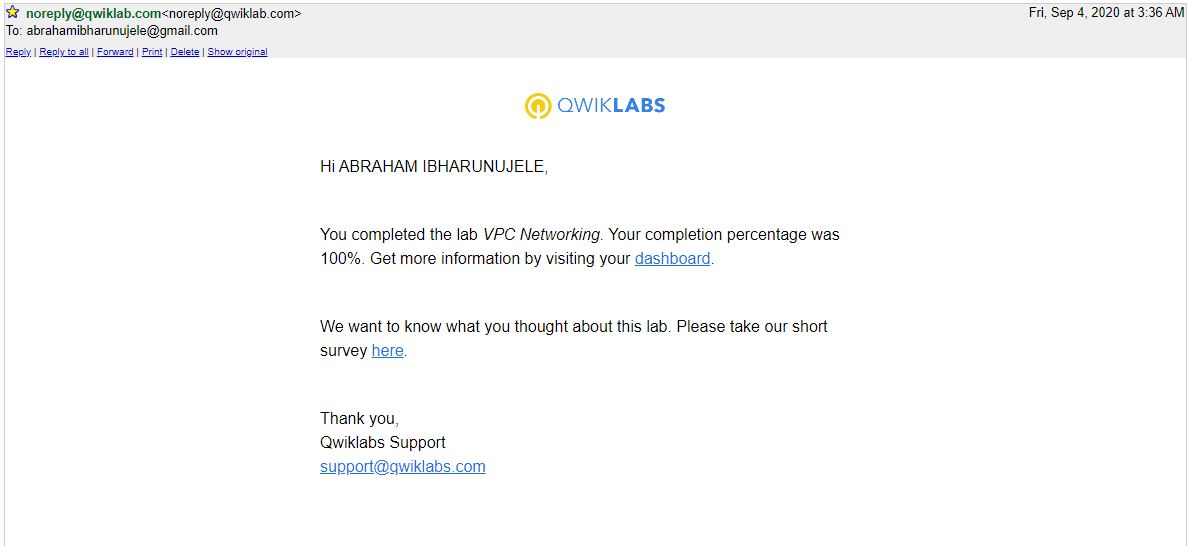 noreply@qwiklab.com<noreply@qwiklab.com>
Fri, Sep 4, 2020 at 3:36 AM
To: abrahamibharunujele@gmail.com
Reply | Reply to all | Forward | Print | Delete | Show original
QWIKLABS
Hi ABRAHAM IBHARUNUJELE,
You completed the lab VPC Networking. Your completion percentage was
100%. Get more information by visiting your dashboard.
We want to know what you thought about this lab. Please take our short
survey here.
Thank you,
Qwiklabs Support
support@qwiklabs.com